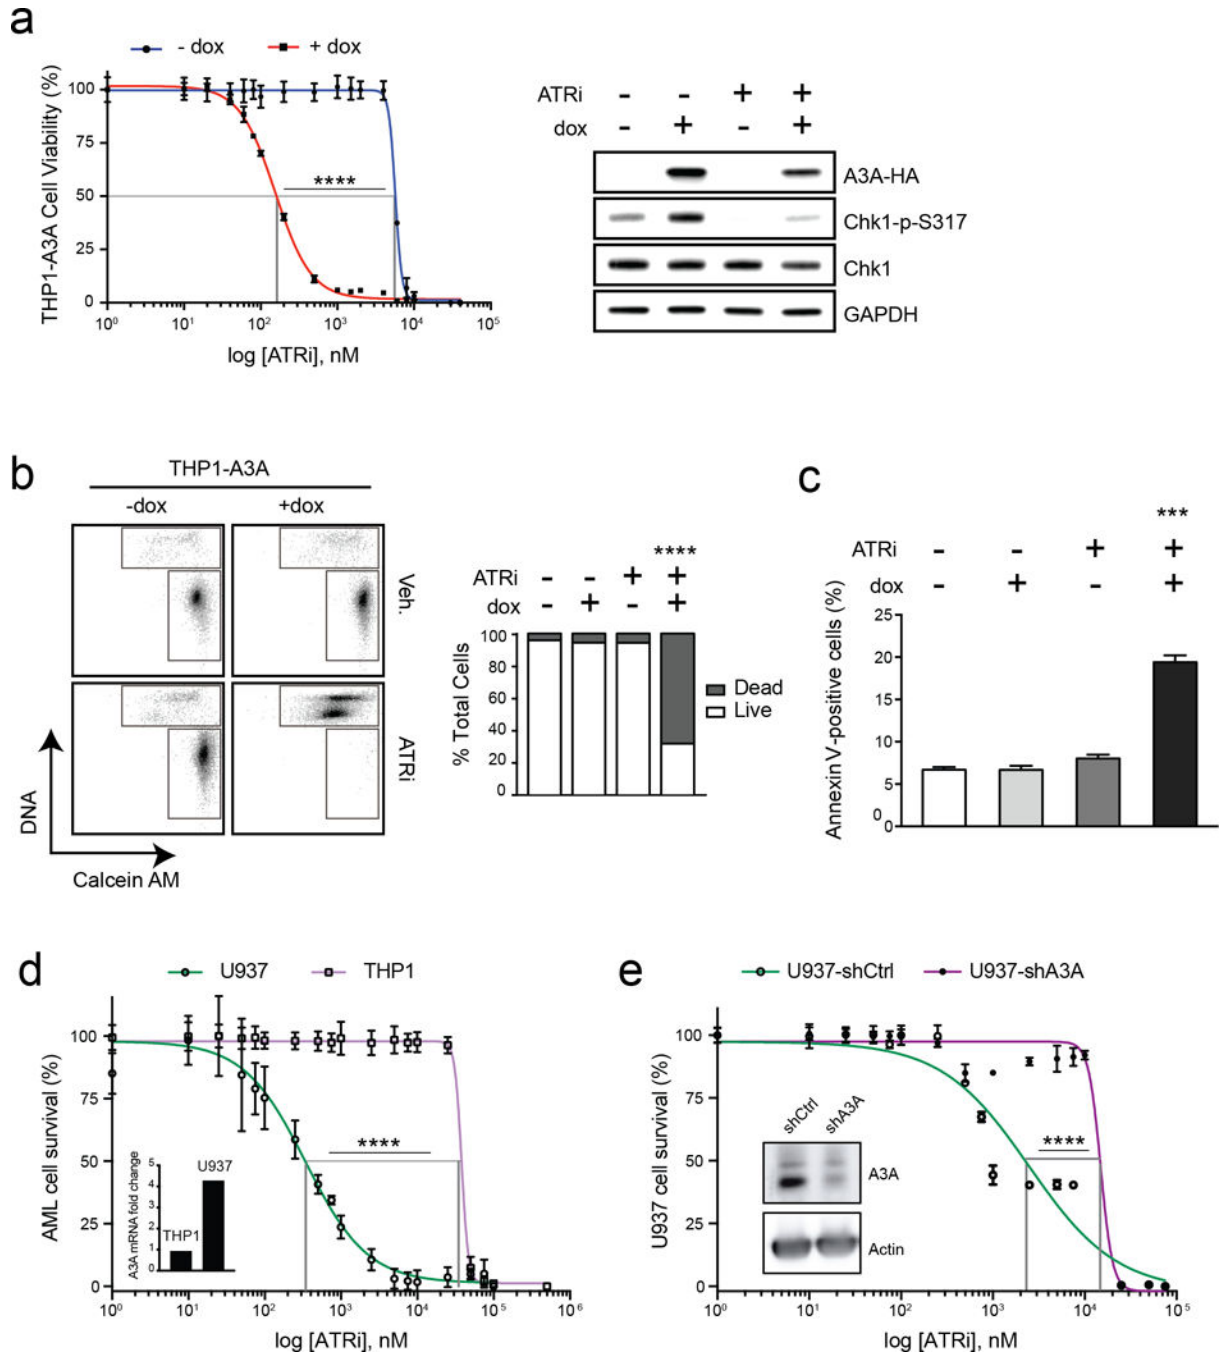 a
- dox + dox
THP1-A3A Cell Viability (%)
100
75
50
25
0
****
10⁰ 10¹ 10² 10³ 10⁴ 10⁵
log [ATRi], nM
ATRi - - + +
dox - + - +
A3A-HA
Chk1-p-S317
Chk1
GAPDH
b
THP1-A3A
-dox +dox
Veh.
ATRi
DNA
Calcein AM
****
ATRi - - + +
dox - + - +
% Total Cells
100
80
60
40
20
0
Dead
Live
c
***
ATRi - - + +
dox - + - +
Annexin V-positive cells (%)
25
20
15
10
5
0
0
d
U937 THP1
AML cell survival (%)
100
75
50
25
0
****
A3A mRNA fold change
5
4
3
2
1
0
THP1
U937
10⁰ 10¹ 10² 10³ 10⁴ 10⁵ 10⁶
log [ATRi], nM
e
U937-shCtrl U937-shA3A
U937 cell survival (%)
100
75
50
25
0
****
shCtrl shA3A
A3A
Actin
10⁰ 10¹ 10² 10³ 10⁴ 10⁵
log [ATRi], nM